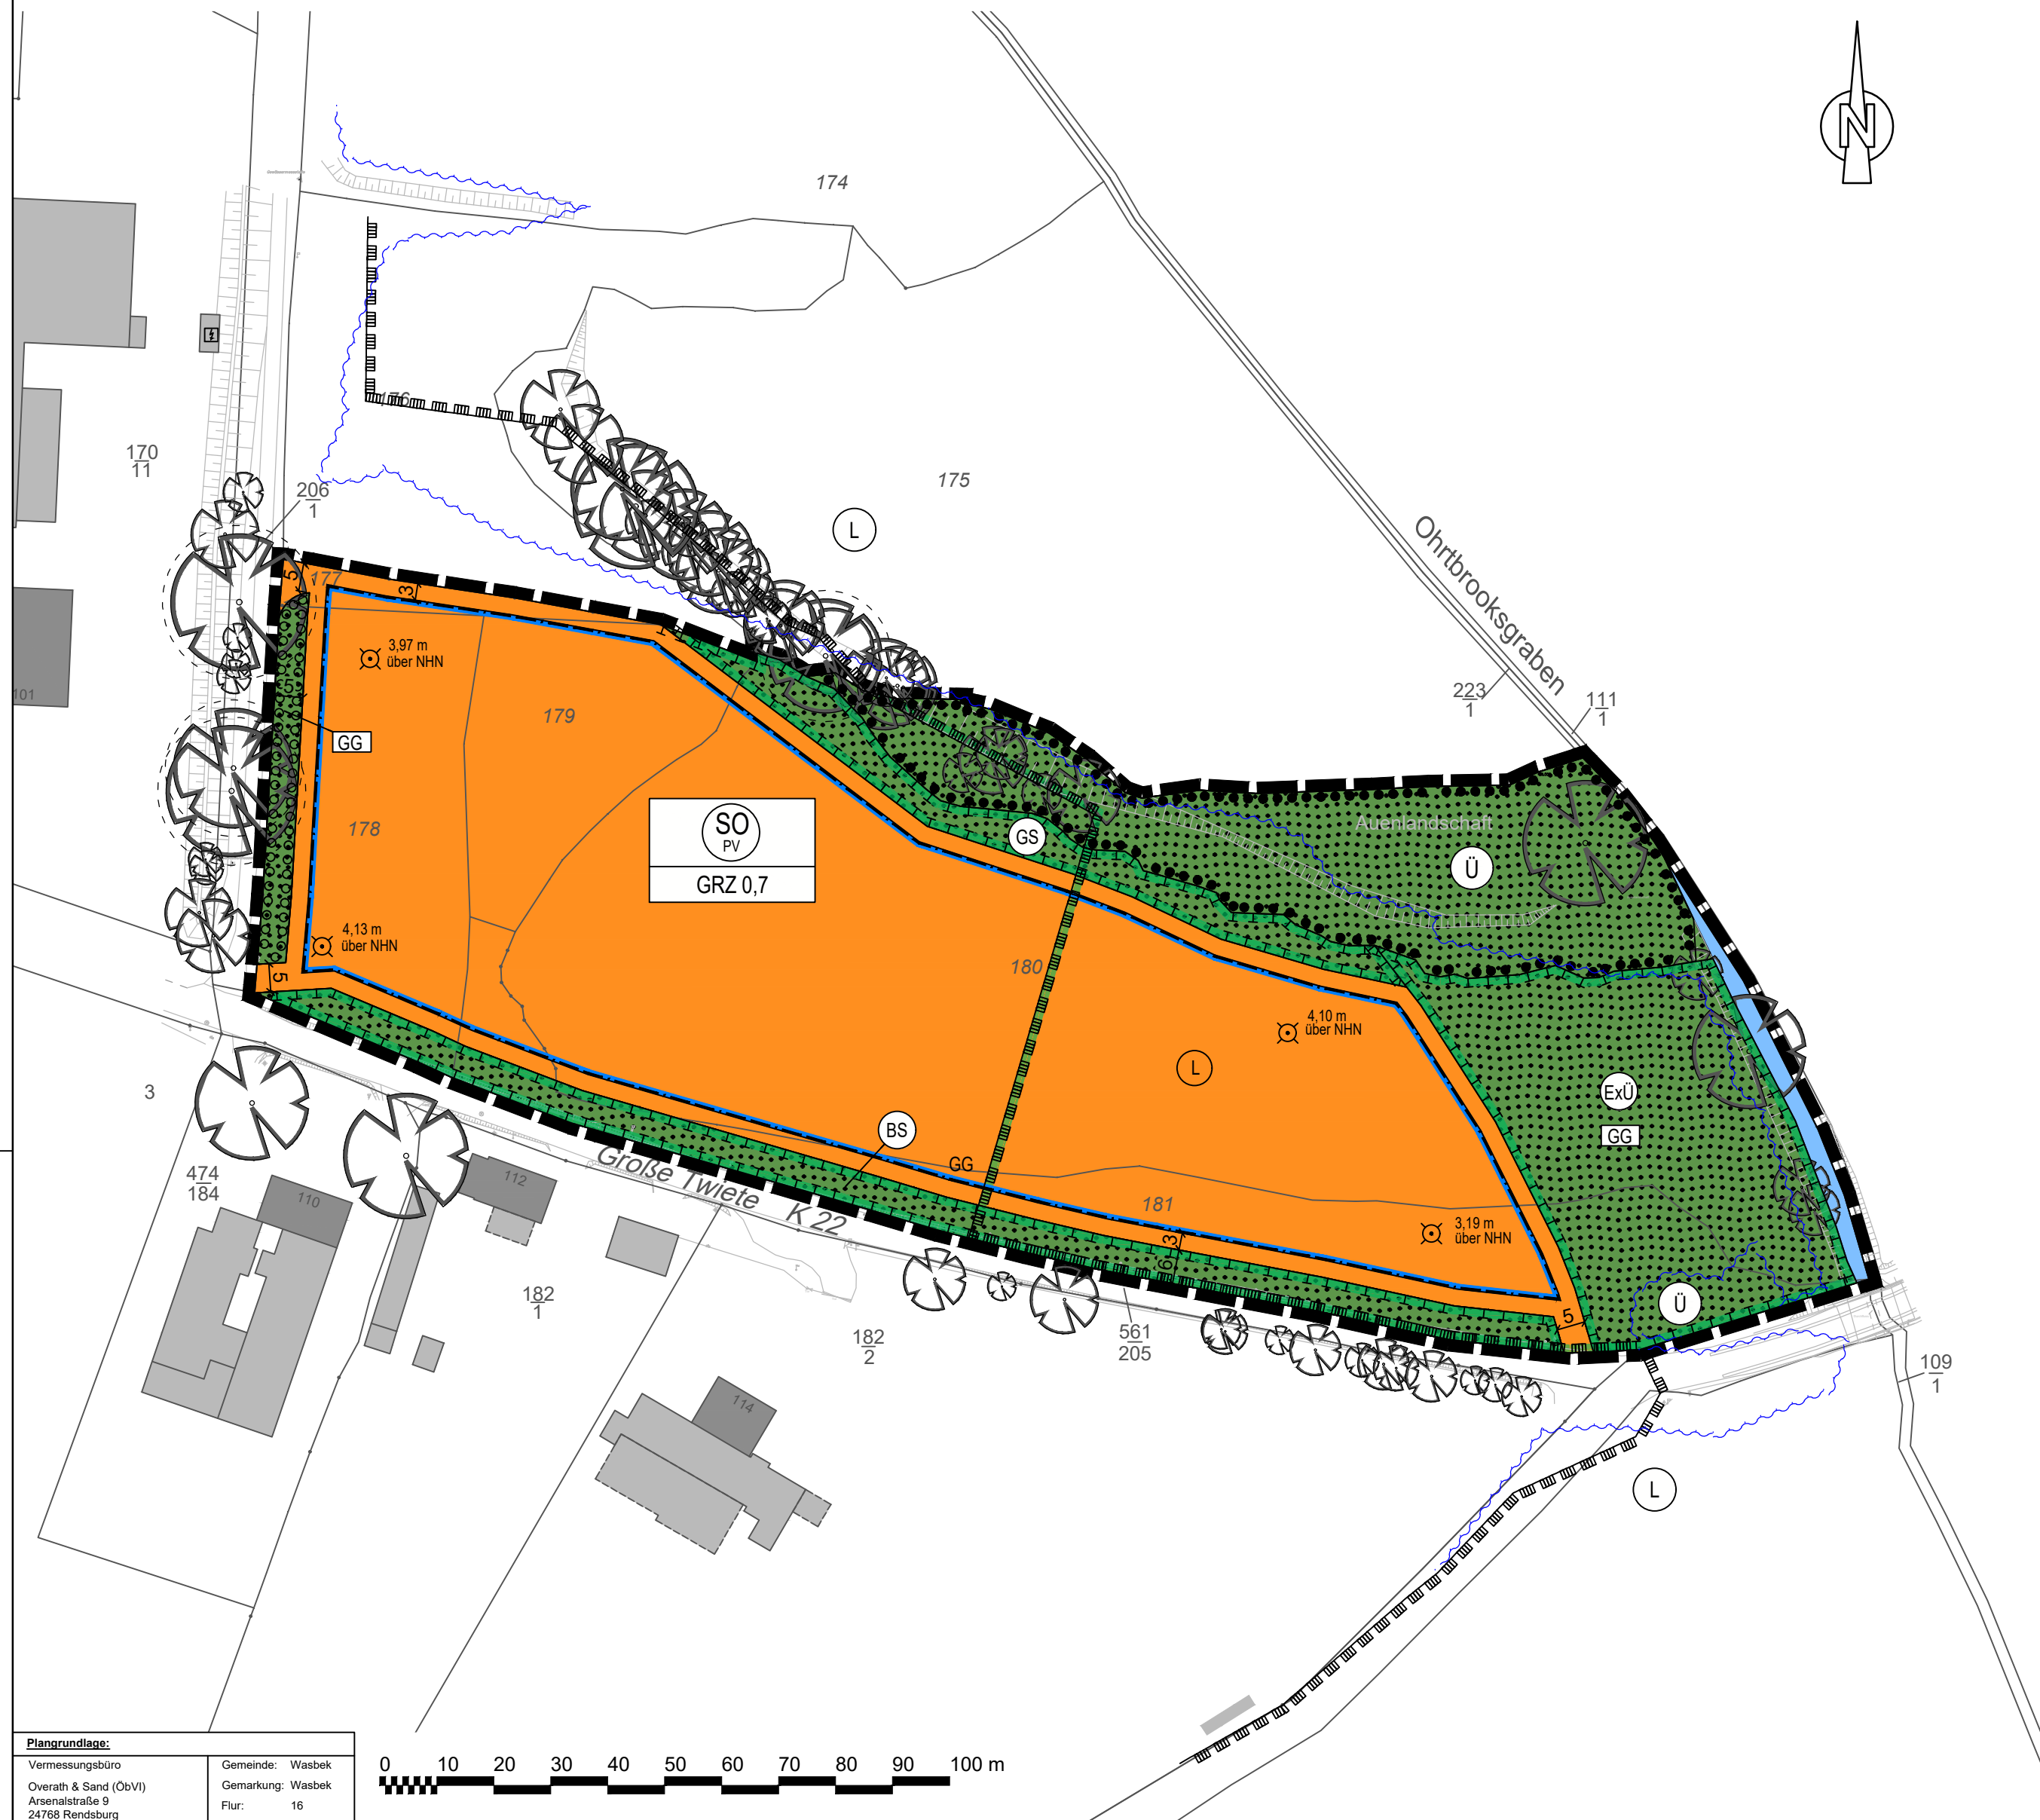 N
174
176
170
11
206
1
175
L
Ohrtbrooksgraben
223
1
111
1
5
177
3
3,97 m
über NHN
101
5
179
GG
178
SO
PV
GRZ 0,7
GS
Auenlandschaft
Ü
4,13 m
über NHN
5
180
4,10 m
über NHN
L
ExÜ
GG
3
BS
GG
181
3,19 m
über NHN
Große Twiete K 22
474
184
110
112
3
6
5
Ü
182
1
182
2
561
205
109
1
114
L
Plangrundlage:
Vermessungsbüro
Overath & Sand (ÖbVI)
Arsenalstraße 9
24768 Rendsburg
Gemeinde: Wasbek
Gemarkung: Wasbek
Flur: 16
0 10 20 30 40 50 60 70 80 90 100 m